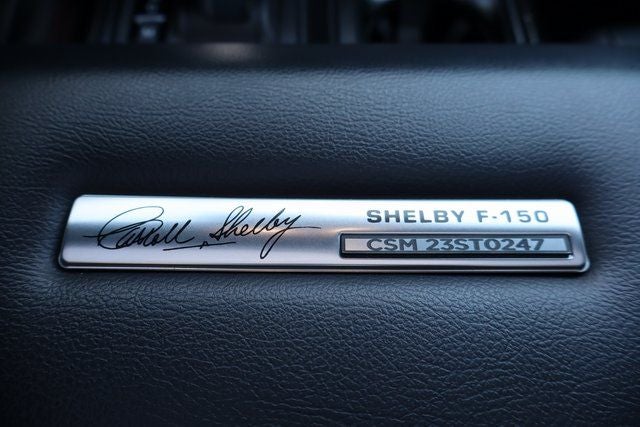 Carroll Shelby
SHELBY F-150
CSM 23ST0247